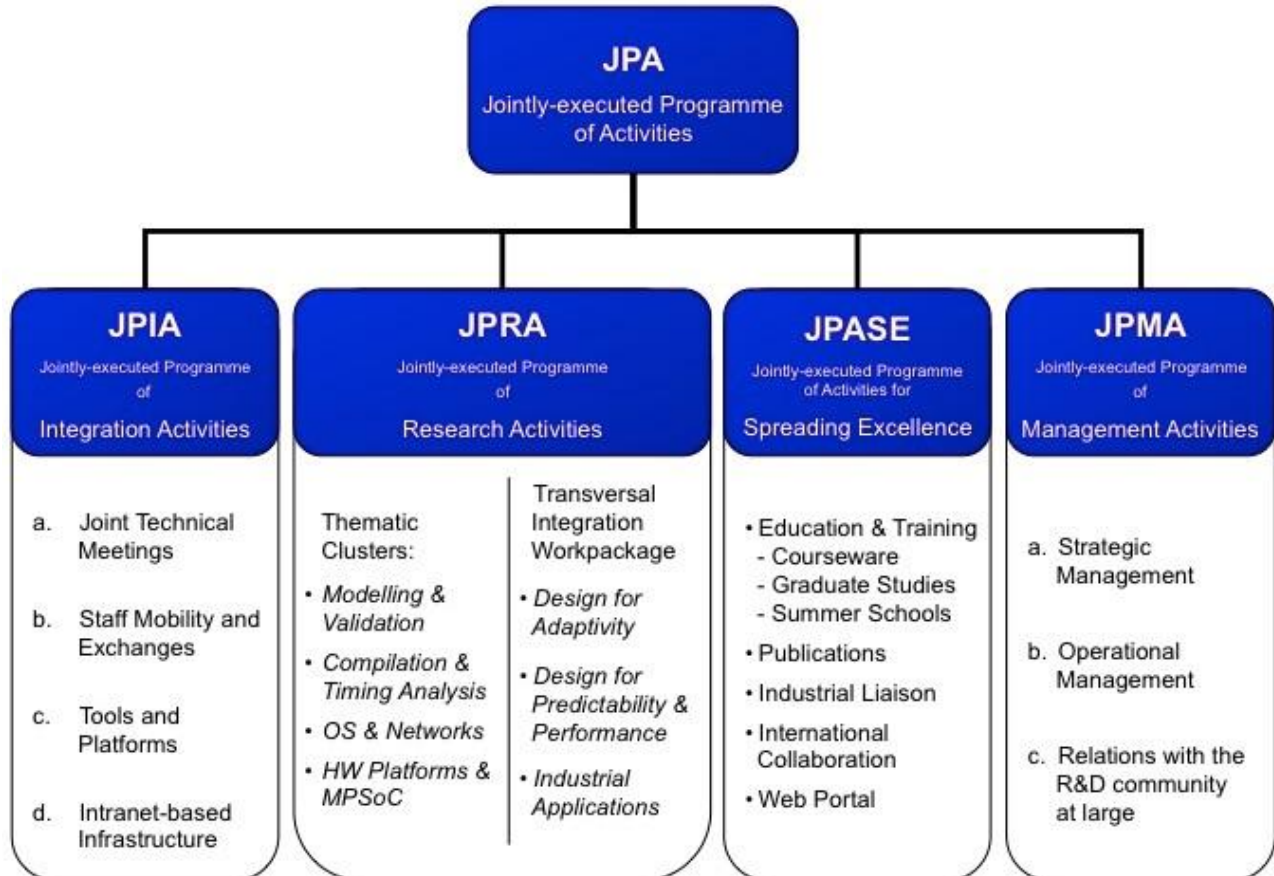 JPA
Jointly-executed Programme
of Activities
JPIA
Jointly-executed Programme
of
Integration Activities
a. Joint Technical
Meetings
b. Staff Mobility and
Exchanges
c. Tools and
Platforms
d. Intranet-based
Infrastructure
JPRA
Jointly-executed Programme
of
Research Activities
Thematic
Clusters:
• Modelling &
Validation
• Compilation &
Timing Analysis
• OS & Networks
• HW Platforms &
MPSoC
Transversal
Integration
Workpackage
• Design for
Adaptivity
• Design for
Predictability &
Performance
• Industrial
Applications
JPASE
Jointly-executed Programme
of Activities for
Spreading Excellence
• Education & Training
- Courseware
- Graduate Studies
- Summer Schools
• Publications
• Industrial Liaison
• International
Collaboration
• Web Portal
JPMA
Jointly-executed Programme
of
Management Activities
a. Strategic
Management
b. Operational
Management
c. Relations with the
R&D community
at large